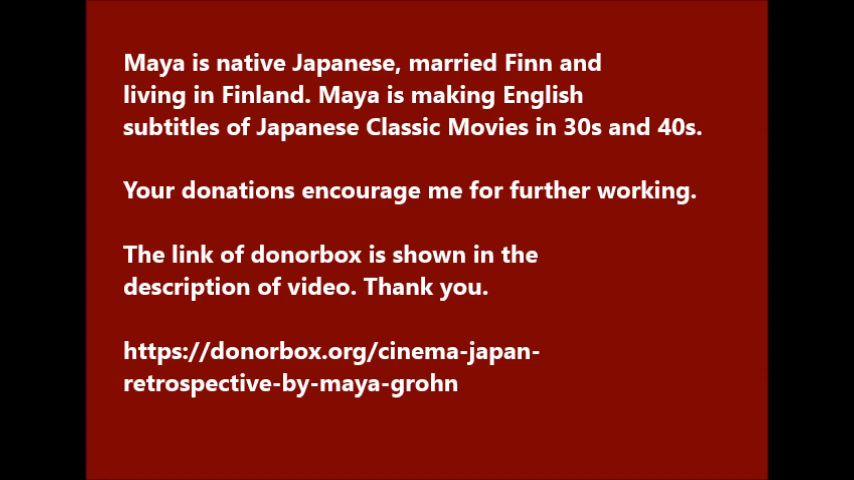 Maya is native Japanese, married Finn and
living in Finland. Maya is making English
subtitles of Japanese Classic Movies in 30s and 40s.
Your donations encourage me for further working.
The link of donorbox is shown in the
description of video. Thank you.
https://donorbox.org/cinema-japan-
retrospective-by-maya-grohn